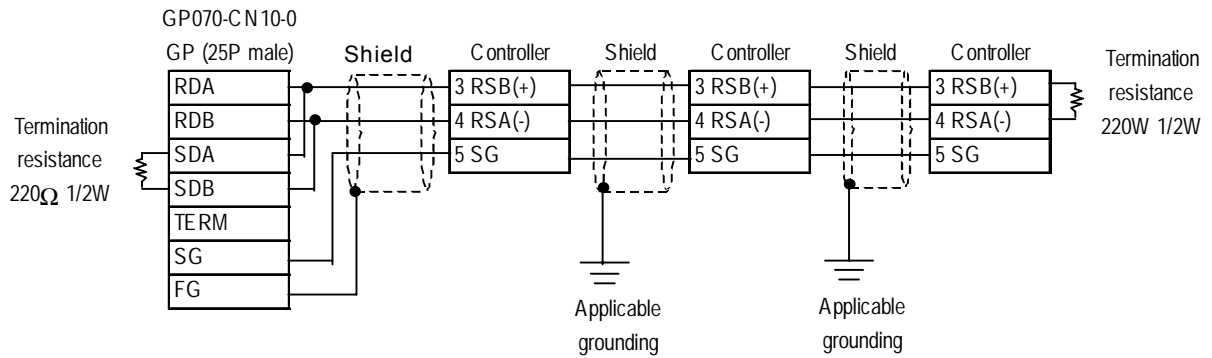 GP070-CN10-0
GP (25P male)
Shield
Controller
Shield
Controller
Shield
Controller
RDA
RDB
SDA
SDB
TERM
SG
FG
3 RSB(+)
4 RSA(-)
5 SG
3 RSB(+)
4 RSA(-)
5 SG
3 RSB(+)
4 RSA(-)
5 SG
Termination
resistance
220Ω 1/2W
Termination
resistance
220W 1/2W
Applicable
grounding
Applicable
grounding